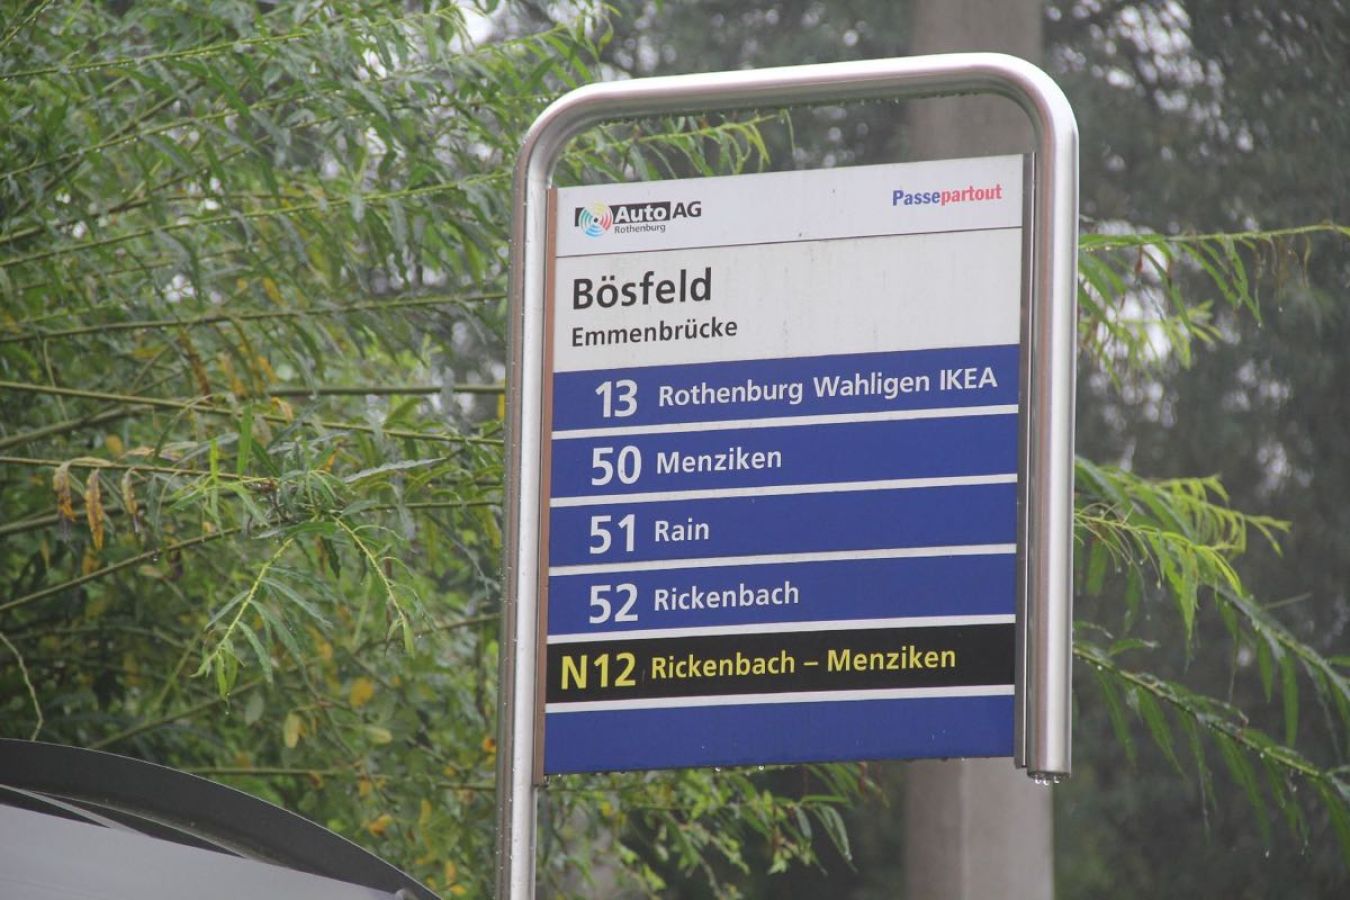 Auto AG Passepartout
Rothenburg
Bösfeld
Emmenbrücke
13 Rothenburg Wahligen IKEA
50 Menziken
51 Rain
52 Rickenbach
N12 Rickenbach – Menziken